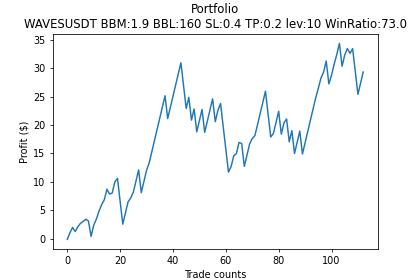 Portfolio
WAVESUSDT BBM:1.9 BBL:160 SL:0.4 TP:0.2 lev:10 WinRatio:73.0
35
30
25
20
15
10
5
0
Profit ($)
0 20 40 60 80 100
Trade counts